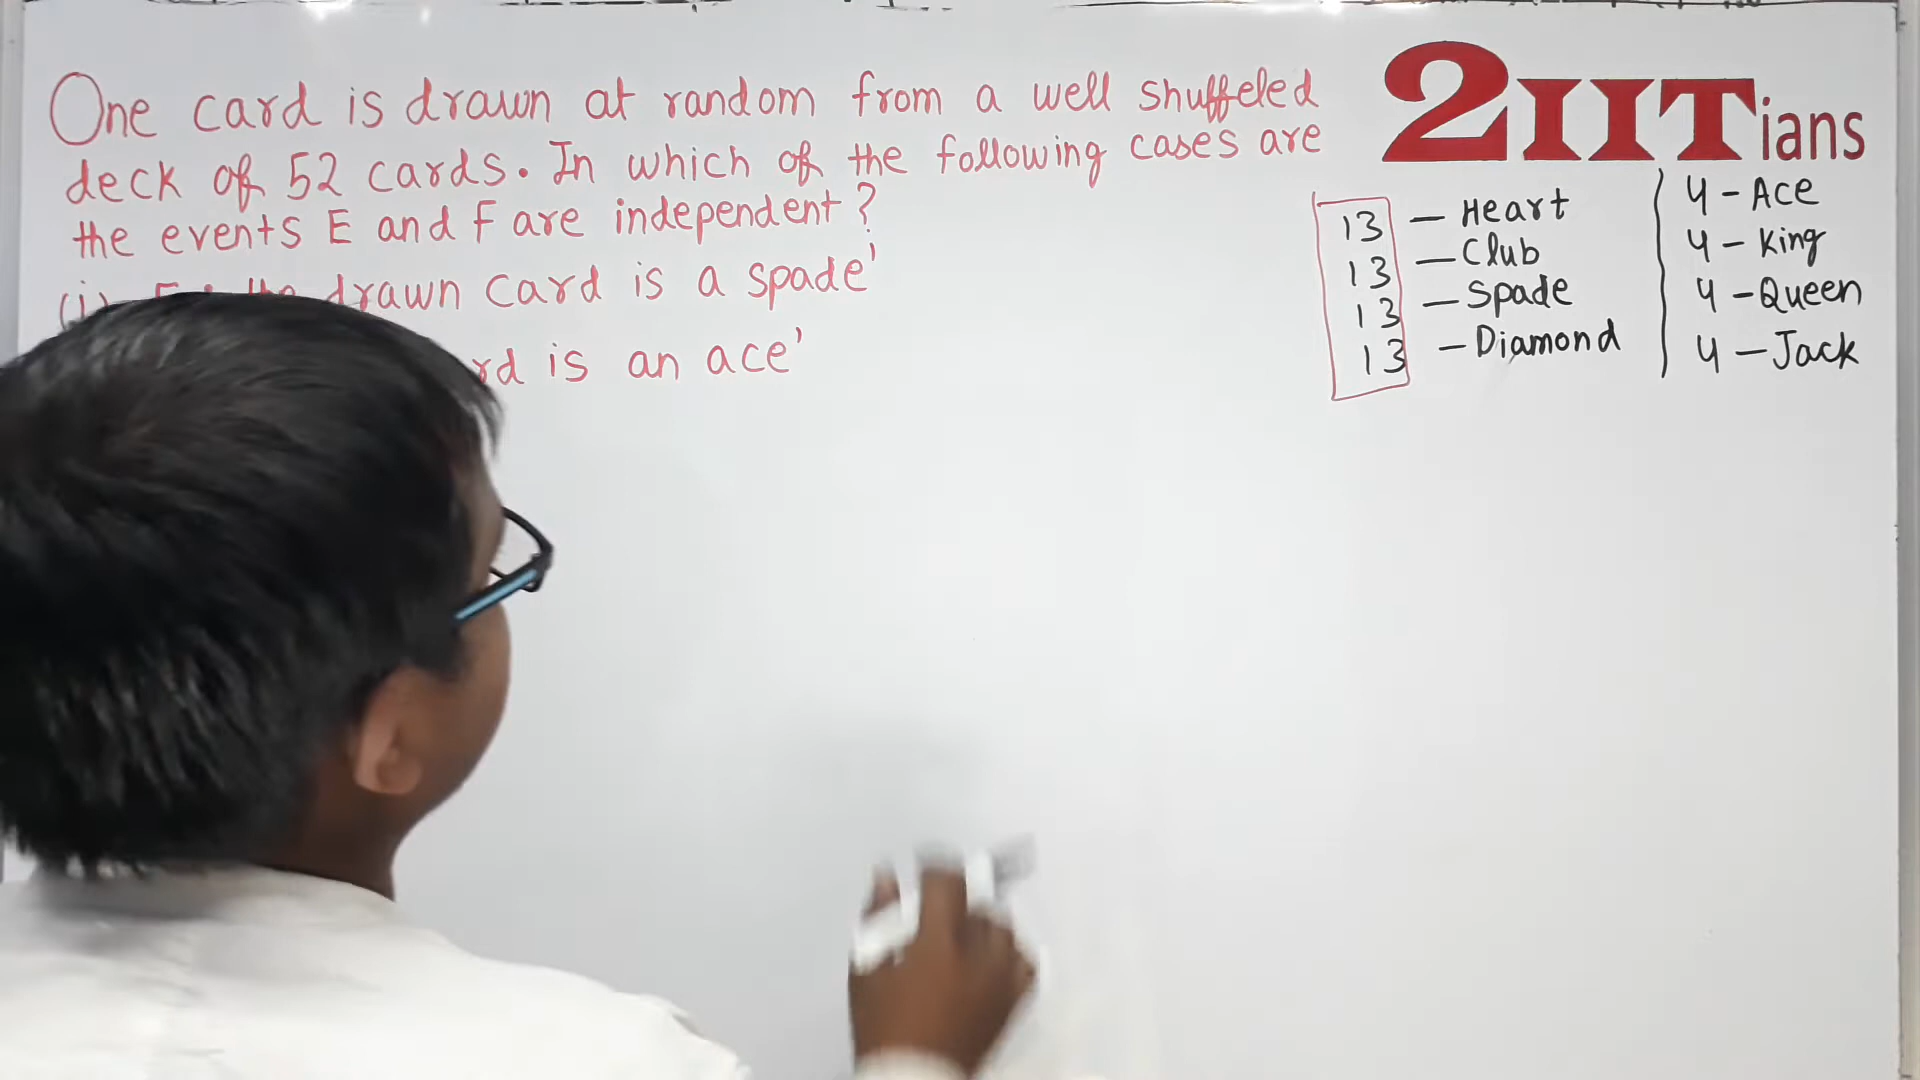 One card is drawn at random from a well shuffeled
deck of 52 cards. In which of the following cases are
the events E and F are independent?
(i) E : the drawn card is a spade'
rd is an ace'
2IITians
13 — Heart
13 — Club
13 — Spade
13 — Diamond
4 - Ace
4 - King
4 - Queen
4 - Jack